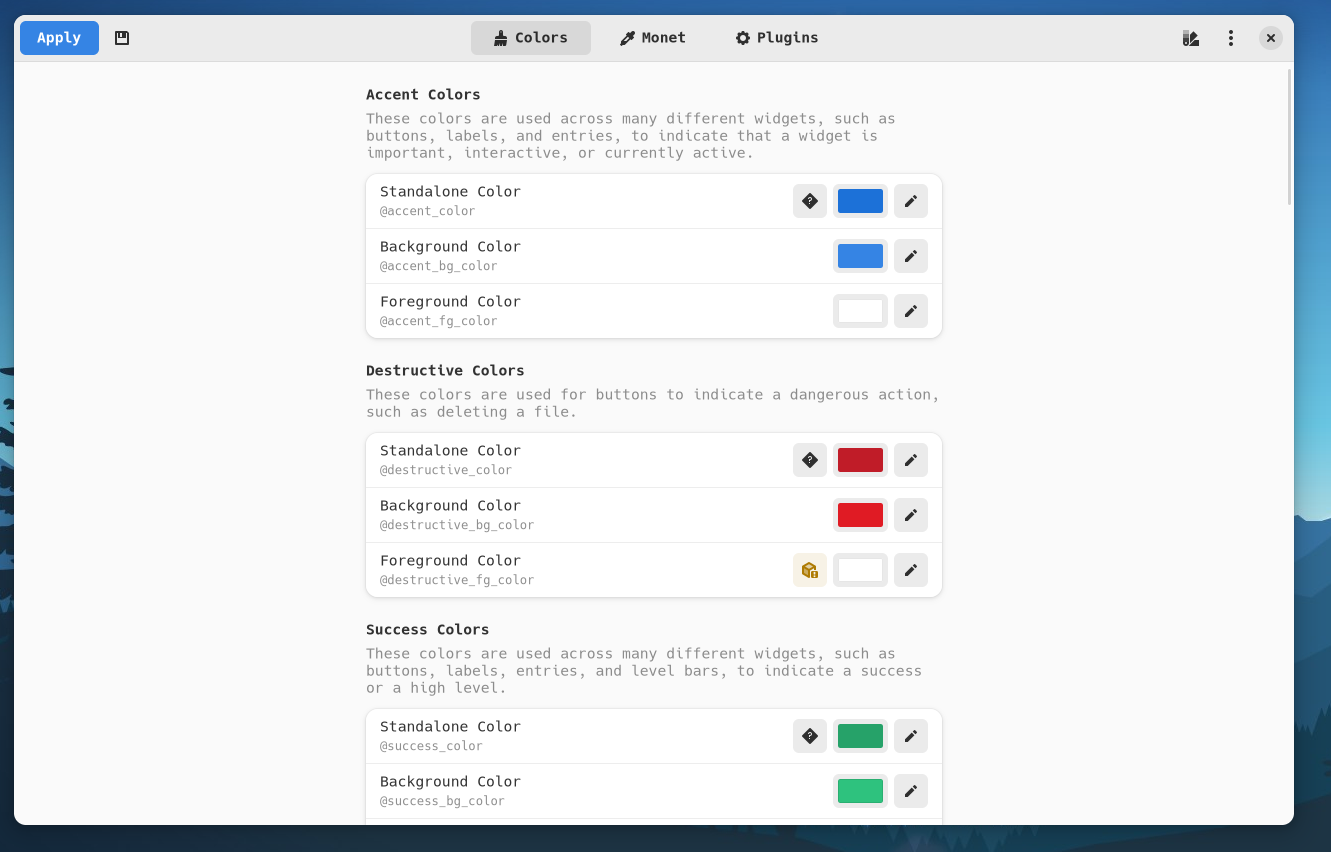 Apply
Colors
Monet
Plugins
Accent Colors
These colors are used across many different widgets, such as
buttons, labels, and entries, to indicate that a widget is
important, interactive, or currently active.
Standalone Color
@accent_color
Background Color
@accent_bg_color
Foreground Color
@accent_fg_color
Destructive Colors
These colors are used for buttons to indicate a dangerous action,
such as deleting a file.
Standalone Color
@destructive_color
Background Color
@destructive_bg_color
Foreground Color
@destructive_fg_color
Success Colors
These colors are used across many different widgets, such as
buttons, labels, entries, and level bars, to indicate a success
or a high level.
Standalone Color
@success_color
Background Color
@success_bg_color